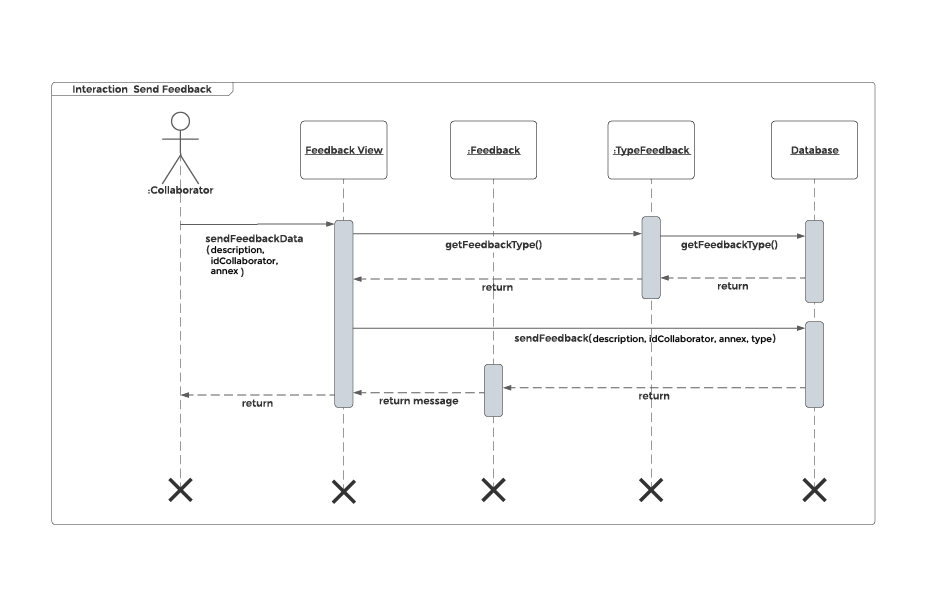 Interaction Send Feedback
Feedback View
:Feedback
:TypeFeedback
Database
:Collaborator
sendFeedbackData
(description,
idCollaborator,
annex )
getFeedbackType()
getFeedbackType()
return
return
sendFeedback(description, idCollaborator, annex, type)
return
return message
return